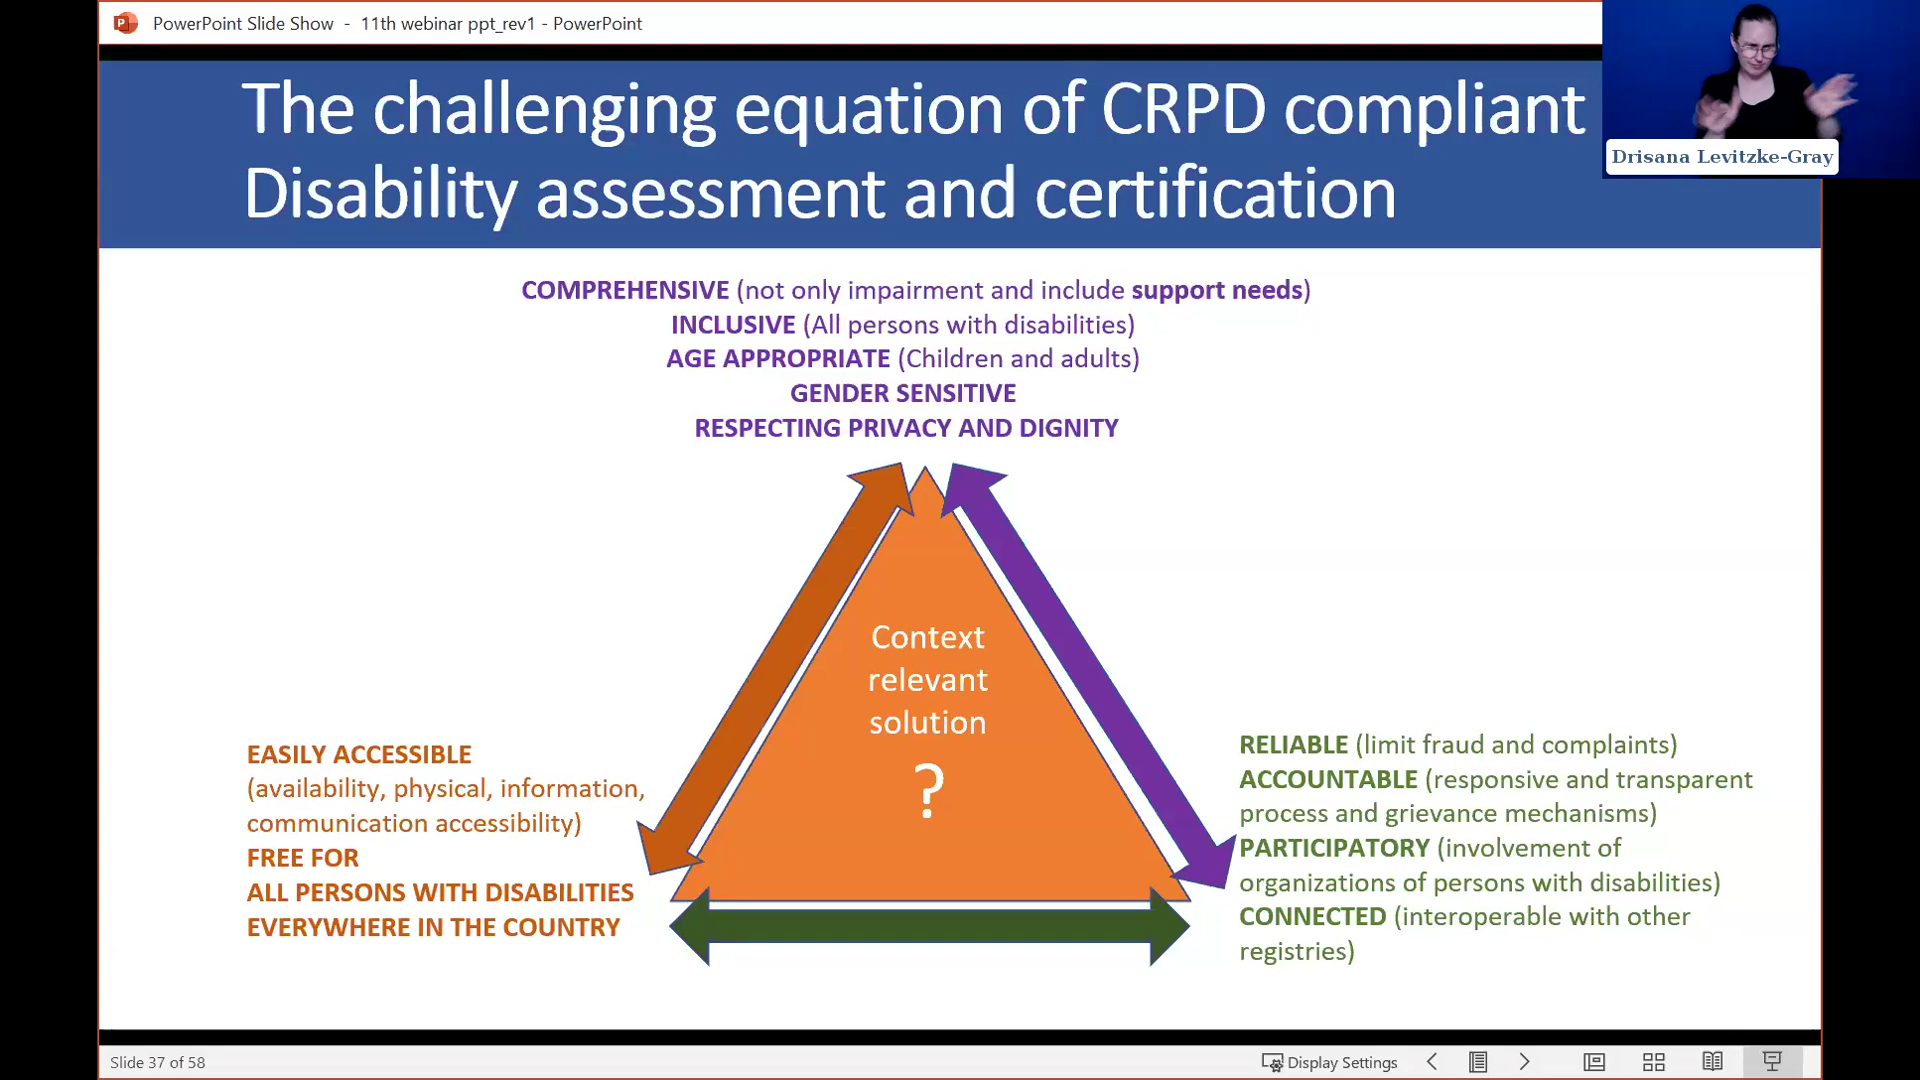 PowerPoint Slide Show - 11th webinar ppt_rev1 - PowerPoint
Drisana Levitzke-Gray
The challenging equation of CRPD compliant
Disability assessment and certification
COMPREHENSIVE (not only impairment and include support needs)
INCLUSIVE (All persons with disabilities)
AGE APPROPRIATE (Children and adults)
GENDER SENSITIVE
RESPECTING PRIVACY AND DIGNITY
Context
relevant
solution
?
EASILY ACCESSIBLE
(availability, physical, information,
communication accessibility)
FREE FOR
ALL PERSONS WITH DISABILITIES
EVERYWHERE IN THE COUNTRY
RELIABLE (limit fraud and complaints)
ACCOUNTABLE (responsive and transparent
process and grievance mechanisms)
PARTICIPATORY (involvement of
organizations of persons with disabilities)
CONNECTED (interoperable with other
registries)
Slide 37 of 58
Display Settings